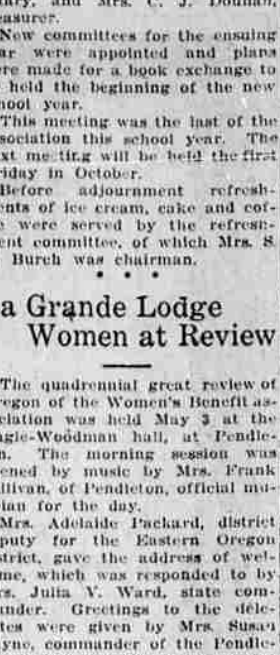 tary, and Mrs. C. J.
easurer.
New committees for the ensuing
ar were appointed and plans
ere made for a book exchange to
held the beginning of the new
hool year.
This meeting was the last of the
sociation this school year. The
xt meeting will be held the first
riday in October.
Before adjournment refresh-
ents of ice cream, cake and cof-
e were served by the refresh-
ent committee, of which Mrs. S.
Burch was chairman.
* * *
a Grande Lodge
Women at Review
The quadrennial great review of
regon of the Women's Benefit as-
ciation was held May 3 at the
agle-Woodman hall, at Pendle-
n. The morning session was
ened by music by Mrs. Frank
llivan, of Pendleton, official mu-
ian for the day.
Mrs. Adelaide Packard, district
puty for the Eastern Oregon
strict, gave the address of wel-
me, which was responded to by
rs. Julia V. Ward, state com-
ander. Greetings to the dele-
tes were given by Mrs. Susan
yne, commander of the Pendle-